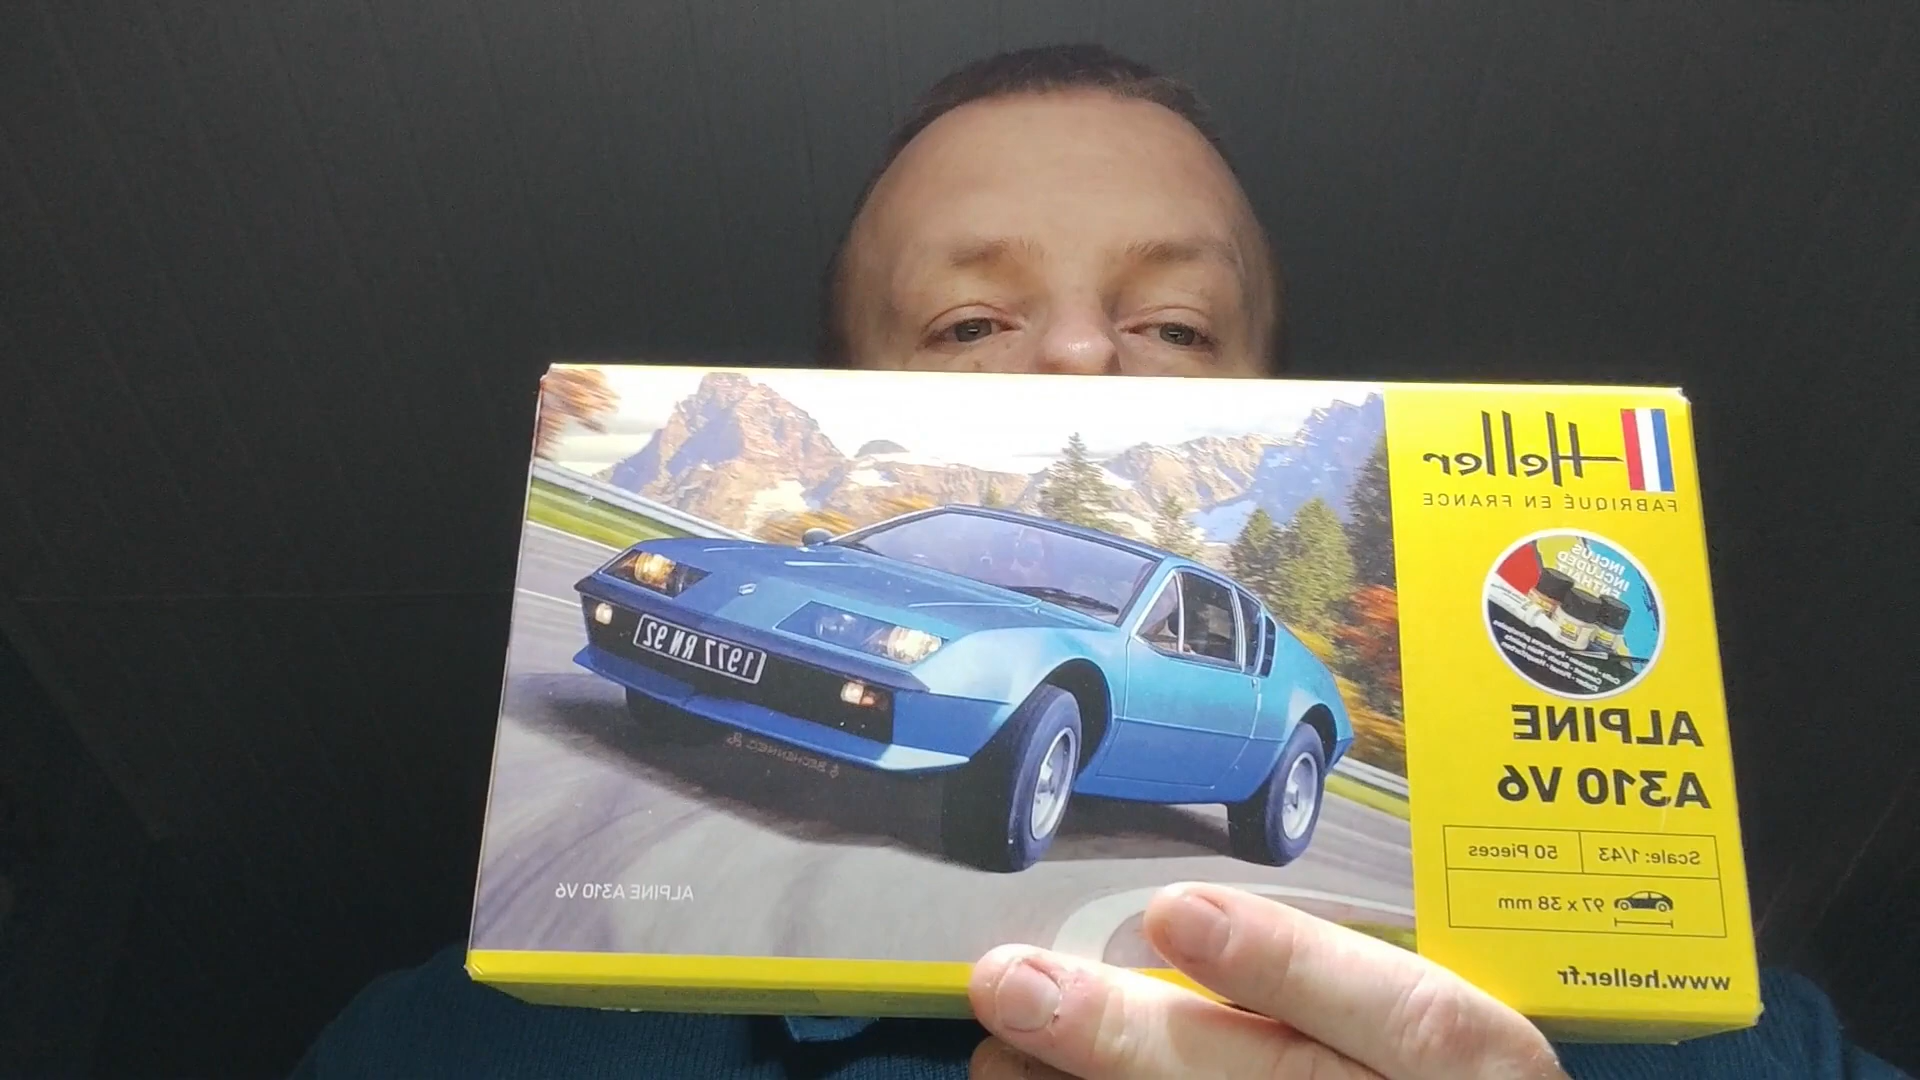 Heller
FABRIQUÉ EN FRANCE
INCLUS
INCLUDED
ENTHÄLT
ALPINE
A310 V6
Scale: 1/43
50 Pieces
97 x 38 mm
www.heller.fr
1977 RN 92
ALPINE A310 V6